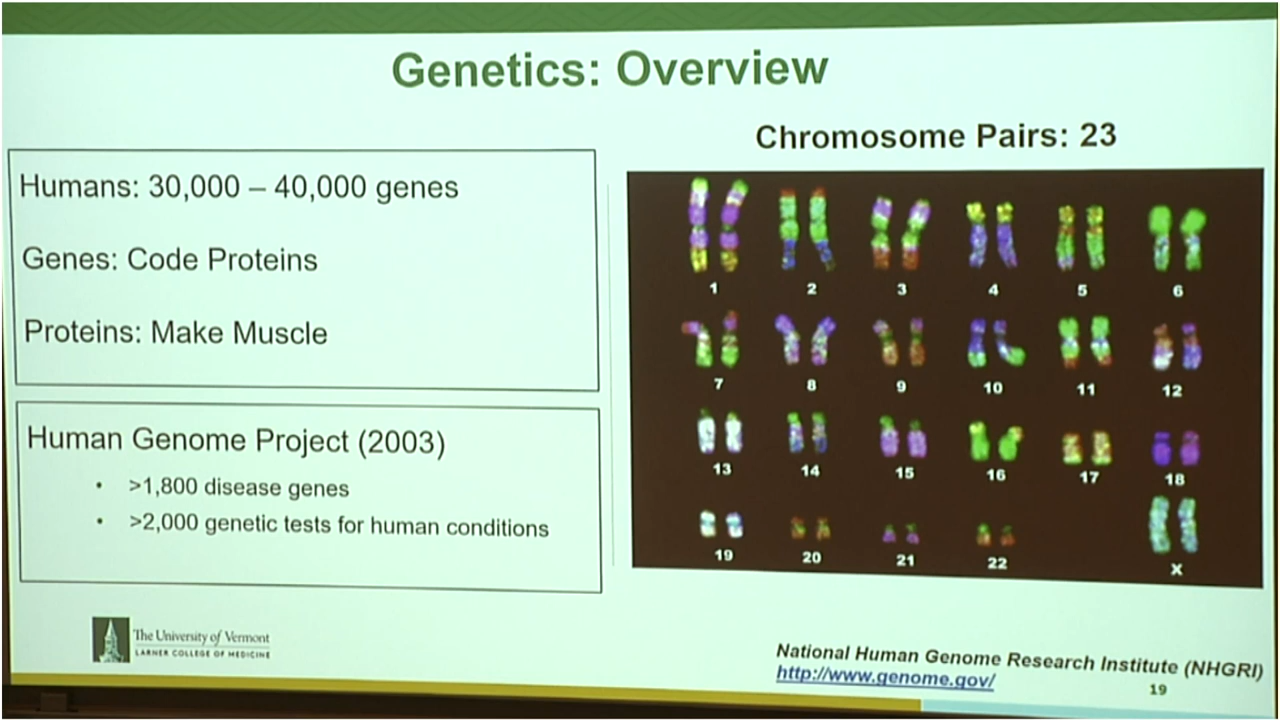 Genetics: Overview
Humans: 30,000 – 40,000 genes
Genes: Code Proteins
Proteins: Make Muscle
Human Genome Project (2003)
• >1,800 disease genes
• >2,000 genetic tests for human conditions
The University of Vermont
LARNER COLLEGE OF MEDICINE
Chromosome Pairs: 23
1 2 3 4 5 6
7 8 9 10 11 12
13 14 15 16 17 18
19 20 21 22 X
National Human Genome Research Institute (NHGRI)
http://www.genome.gov/
19